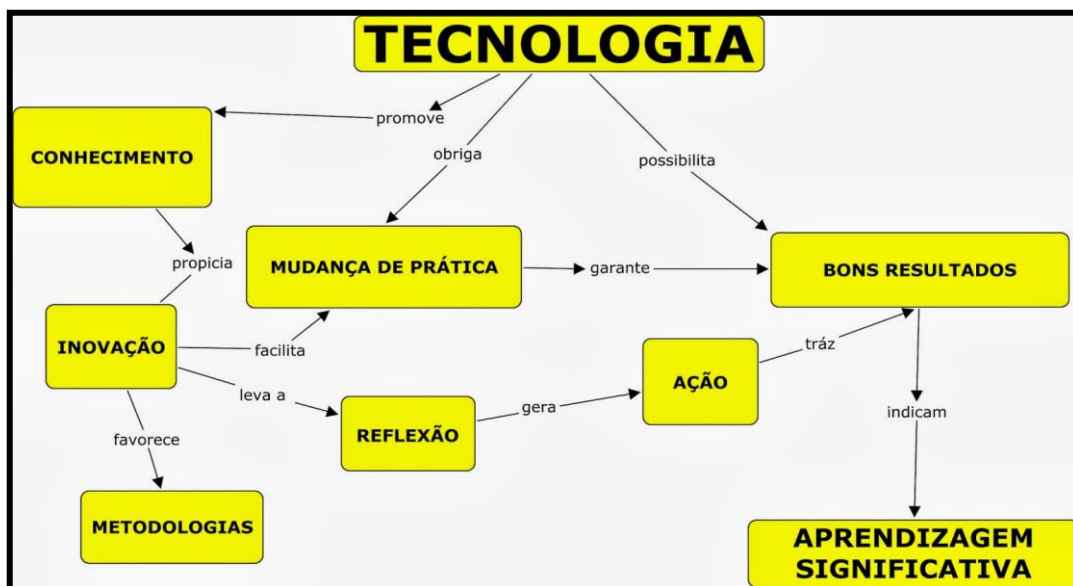 TECNOLOGIA
promove
CONHECIMENTO
obriga
possibilita
propicia
MUDANÇA DE PRÁTICA
garante
BONS RESULTADOS
INOVAÇÃO
facilita
tráz
AÇÃO
leva a
gera
indicam
REFLEXÃO
favorece
METODOLOGIAS
APRENDIZAGEM
SIGNIFICATIVA